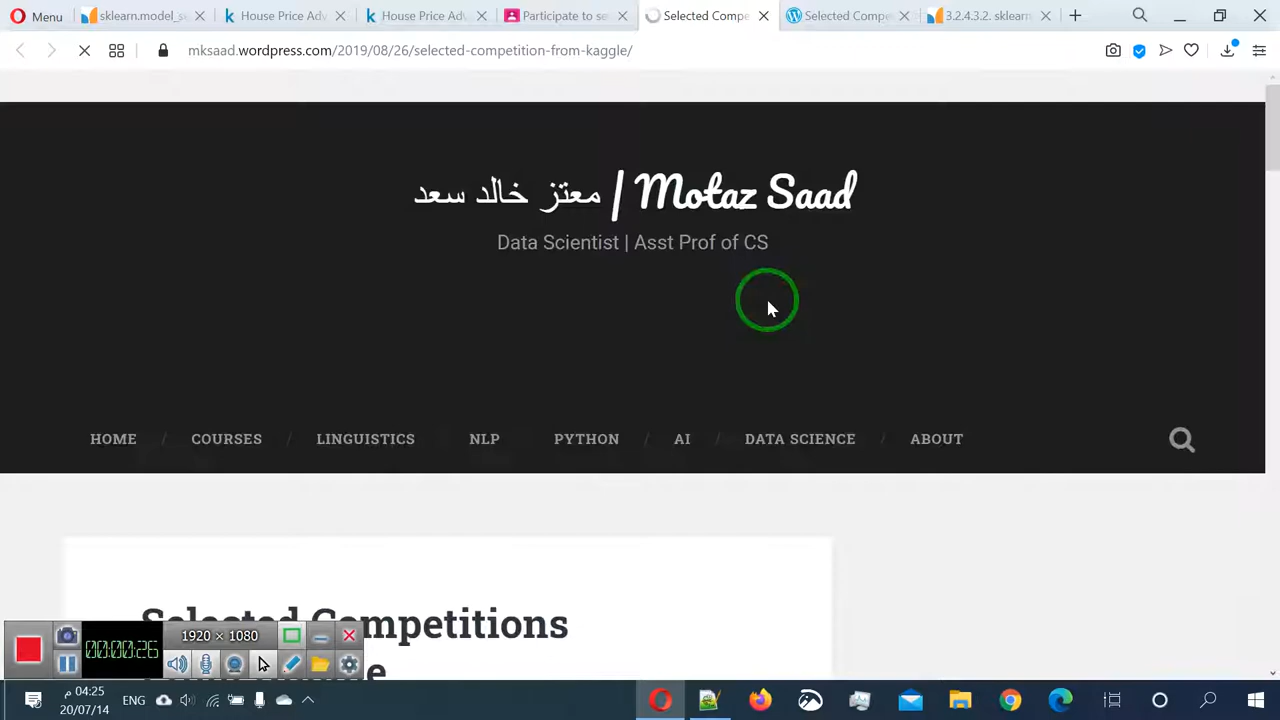 Menu
sklearn.model_s
House Price Adv
House Price Adv
Participate to se
Selected Compe
Selected Compe
3.2.4.3.2. sklearn
mksaad.wordpress.com/2019/08/26/selected-competition-from-kaggle/
معتز خالد سعد | Motaz Saad
Data Scientist | Asst Prof of CS
HOME / COURSES / LINGUISTICS NLP PYTHON / AI / DATA SCIENCE / ABOUT
Selected Competitions
00:00:26
1920 × 1080
04:25 م
20/07/14
ENG